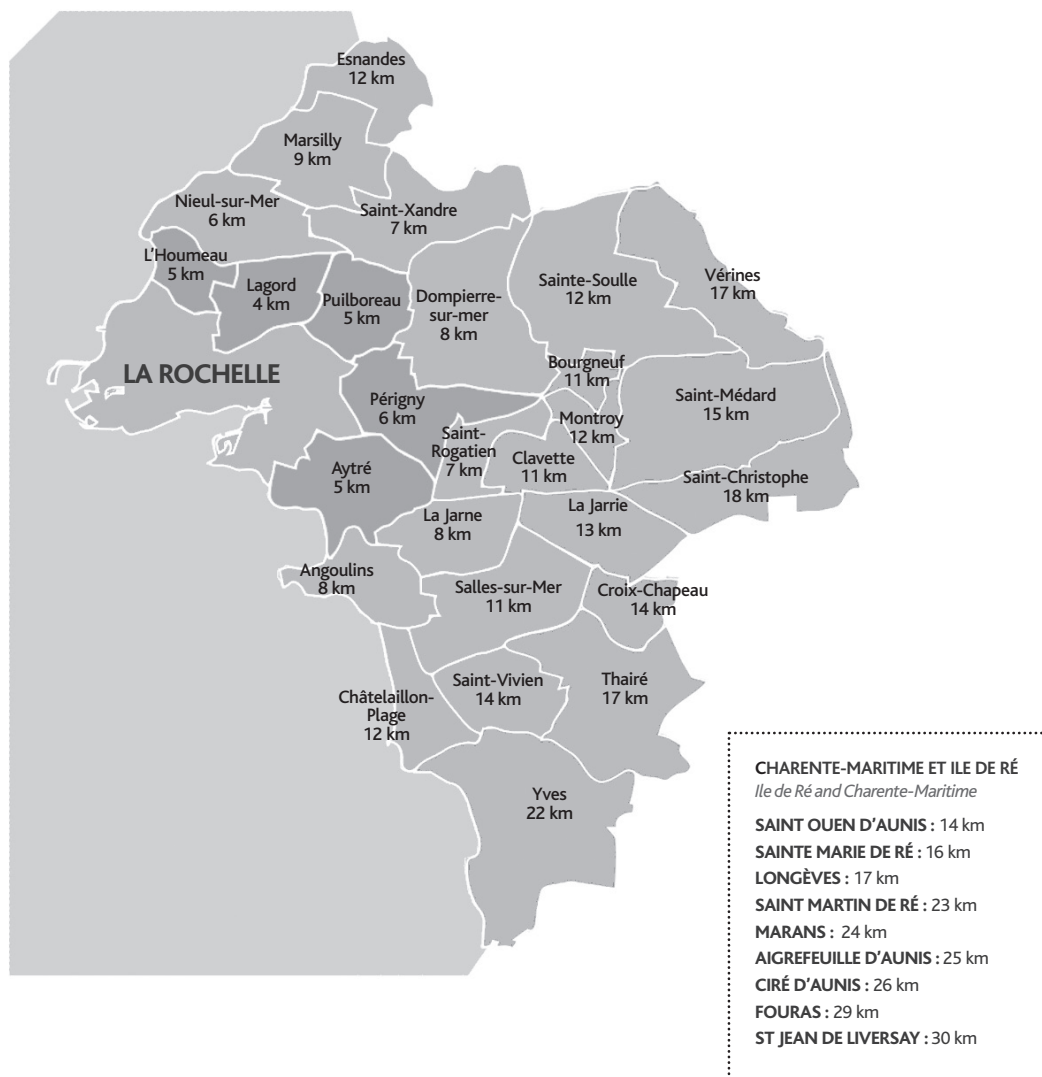 Esnandes
12 km
Marsilly
9 km
Nieul-sur-Mer
6 km
Saint-Xandre
7 km
L'Houmeau
5 km
Lagord
4 km
Puilboreau
5 km
Dompierre-
sur-mer
8 km
Sainte-Soulle
12 km
Vérines
17 km
LA ROCHELLE
Bourgneuf
11 km
Périgny
6 km
Saint-
Rogatien
7 km
Montroy
12 km
Saint-Médard
15 km
Clavette
11 km
Aytré
5 km
Saint-Christophe
18 km
La Jarne
8 km
La Jarrie
13 km
Angoulins
8 km
Salles-sur-Mer
11 km
Croix-Chapeau
14 km
Châtelaillon-
Plage
12 km
Saint-Vivien
14 km
Thairé
17 km
Yves
22 km
CHARENTE-MARITIME ET ILE DE RÉ
Ile de Ré and Charente-Maritime
SAINT OUEN D'AUNIS : 14 km
SAINTE MARIE DE RÉ : 16 km
LONGÈVES : 17 km
SAINT MARTIN DE RÉ : 23 km
MARANS : 24 km
AIGREFEUILLE D'AUNIS : 25 km
CIRÉ D'AUNIS : 26 km
FOURAS : 29 km
ST JEAN DE LIVERSAY : 30 km